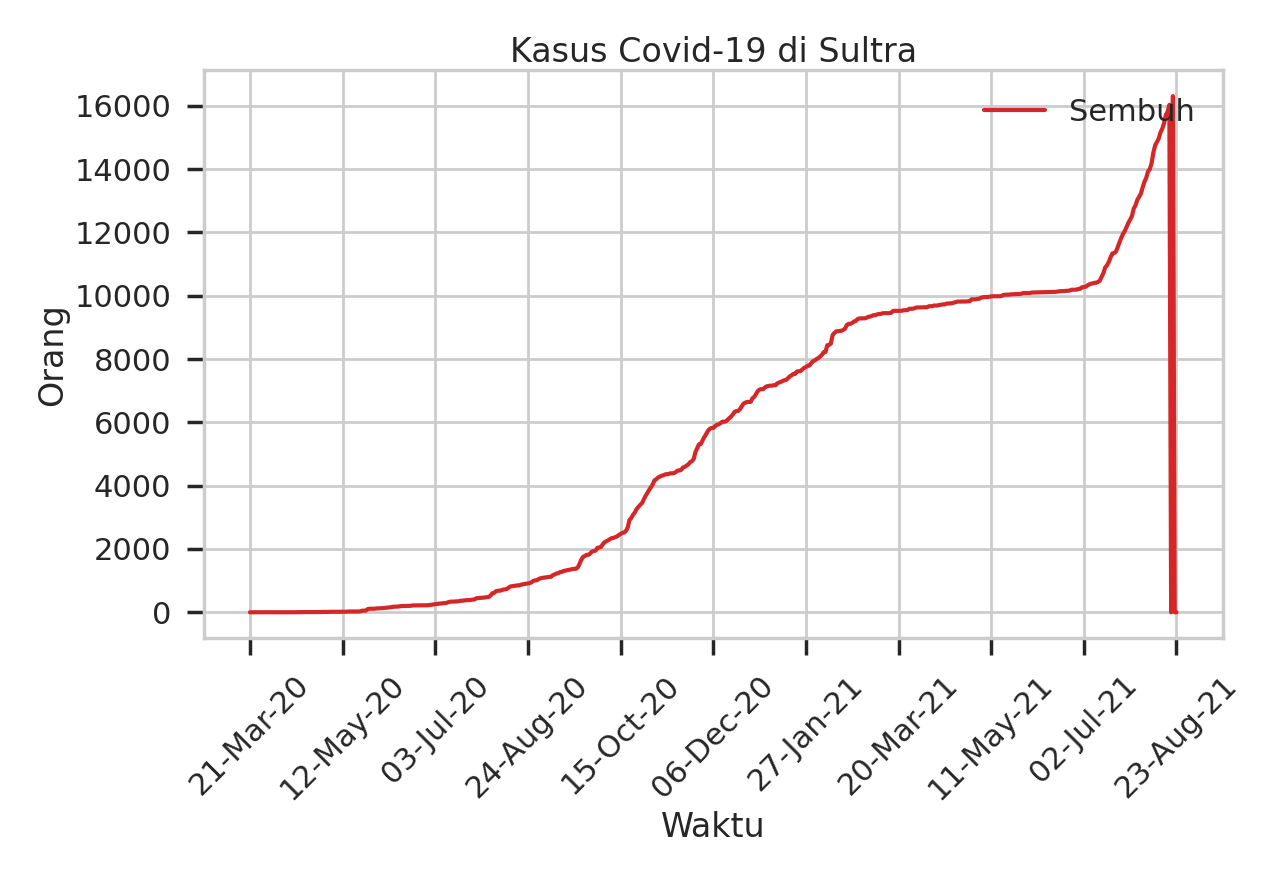 Kasus Covid-19 di Sultra
Sembuh
16000
14000
12000
10000
8000
6000
4000
2000
0
Orang
21-Mar-20
12-May-20
03-Jul-20
24-Aug-20
15-Oct-20
06-Dec-20
27-Jan-21
20-Mar-21
11-May-21
02-Jul-21
23-Aug-21
Waktu